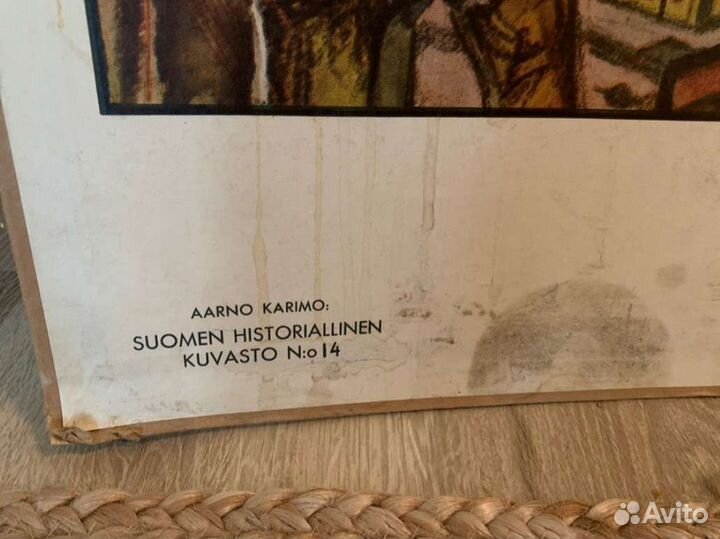 AARNO KARIMO:
SUOMEN HISTORIALLINEN
KUVASTO N:o 14
Avito